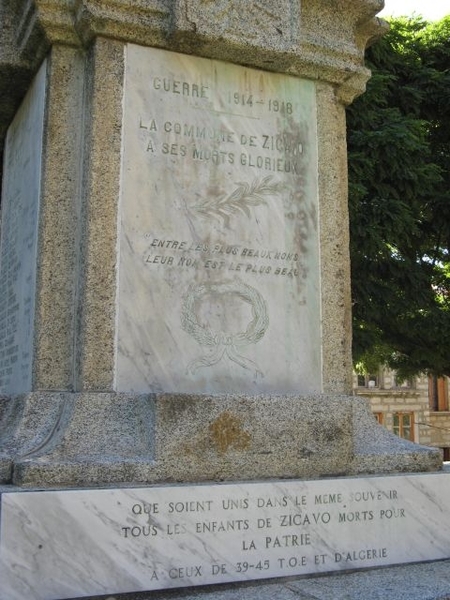 GUERRE 1914-1918
LA COMMUNE DE ZICAVO
A SES MORTS GLORIEUX
ENTRE LES PLUS BEAUX NOMS
LEUR NOM EST LE PLUS BEAU
QUE SOIENT UNIS DANS LE MEME SOUVENIR
TOUS LES ENFANTS DE ZICAVO MORTS POUR
LA PATRIE
A CEUX DE 39-45 T.O.E ET D'ALGERIE